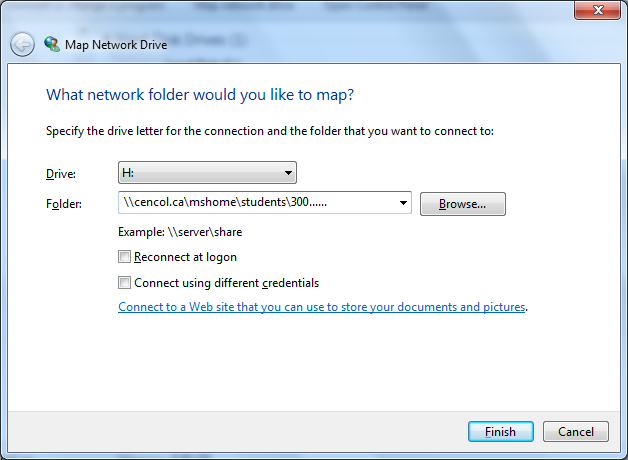 Map Network Drive
What network folder would you like to map?
Specify the drive letter for the connection and the folder that you want to connect to:
Drive: H:
Folder: \\cencol.ca\mshome\students\300...... Browse...
Example: \\server\share
Reconnect at logon
Connect using different credentials
Connect to a Web site that you can use to store your documents and pictures.
Finish Cancel